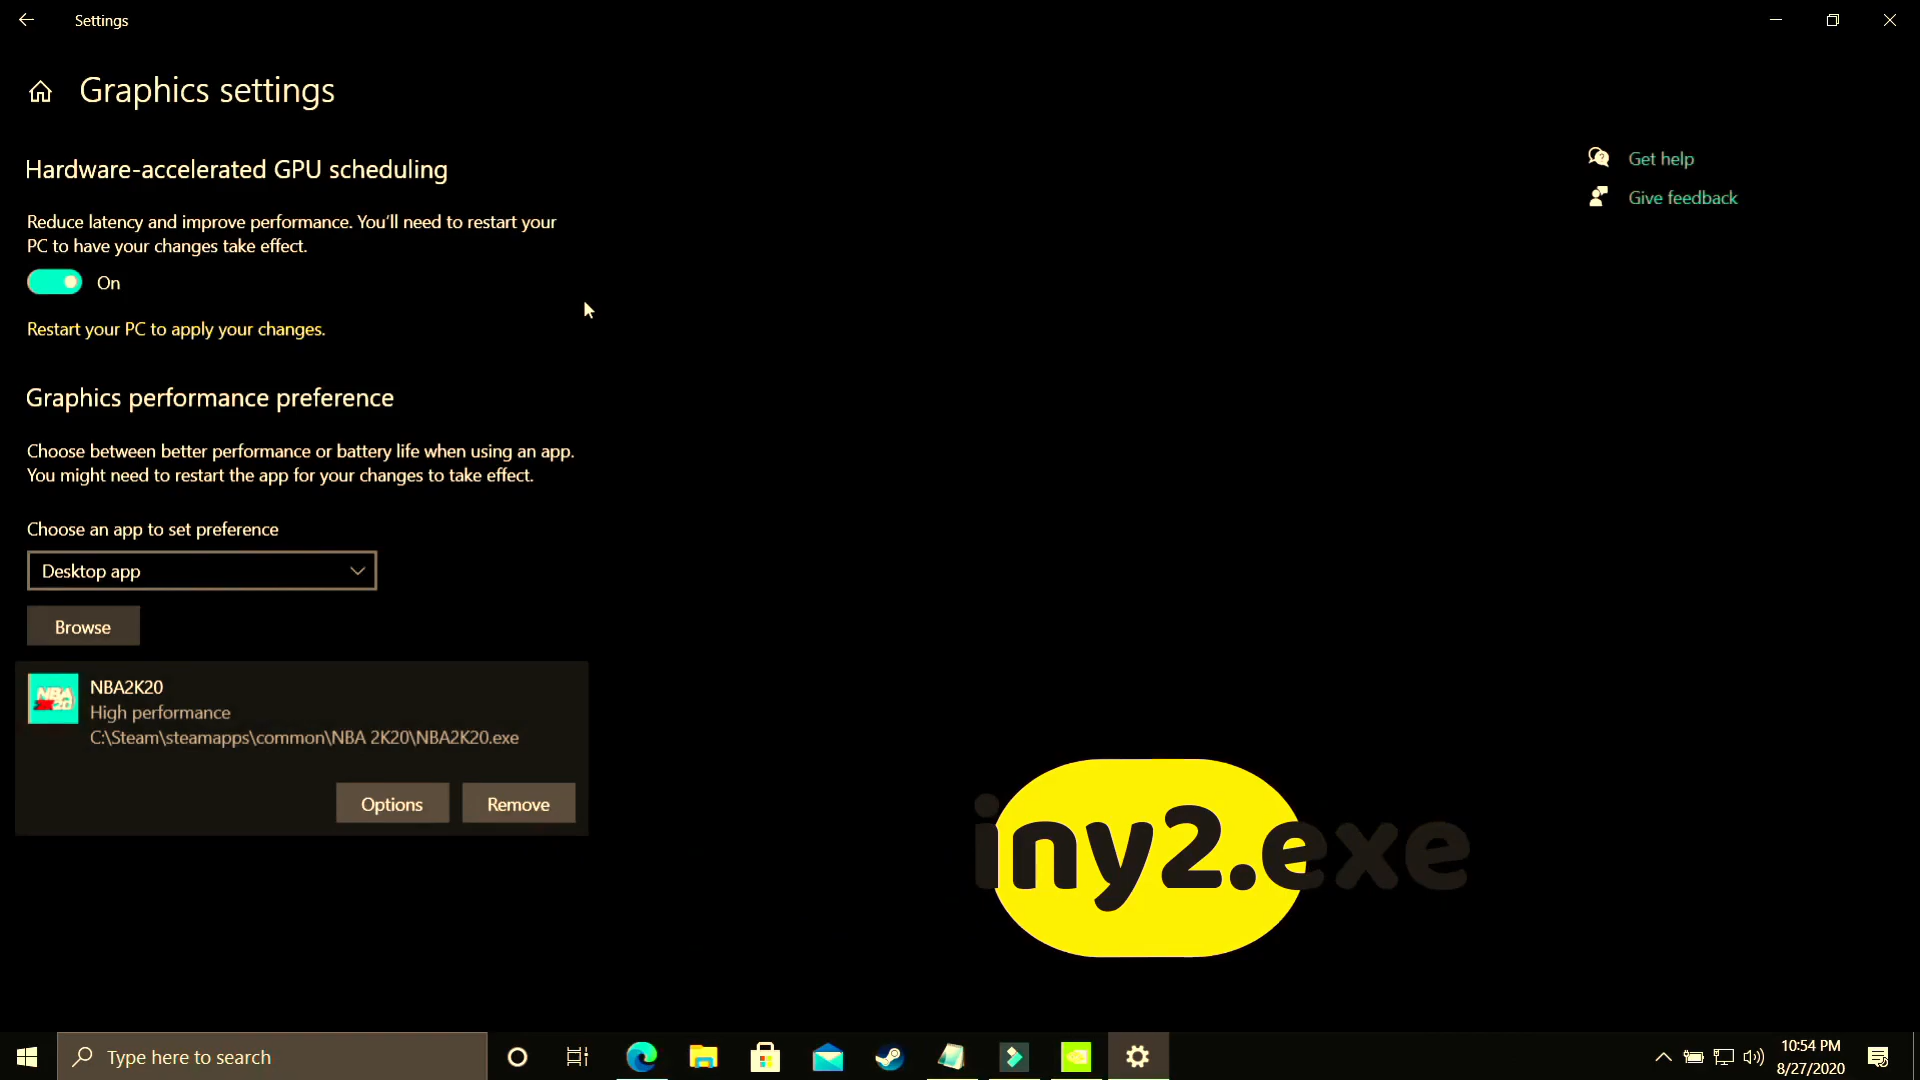 Settings
Graphics settings
Hardware-accelerated GPU scheduling
Reduce latency and improve performance. You'll need to restart your
PC to have your changes take effect.
On
Restart your PC to apply your changes.
Graphics performance preference
Choose between better performance or battery life when using an app.
You might need to restart the app for your changes to take effect.
Choose an app to set preference
Desktop app
Browse
NBA2K20
High performance
C:\Steam\steamapps\common\NBA 2K20\NBA2K20.exe
Options
Remove
Get help
Give feedback
iny2.exe
Type here to search
10:54 PM
8/27/2020